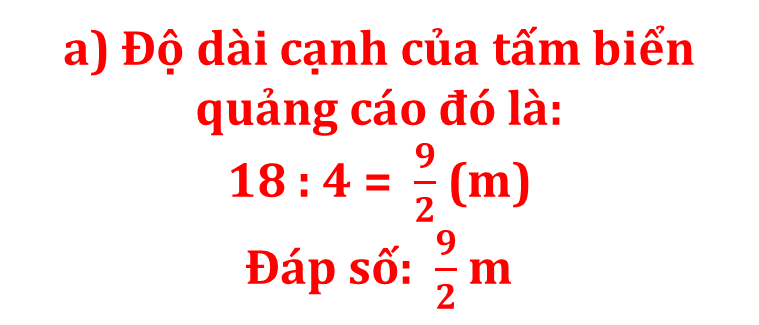 a) Độ dài cạnh của tấm biển
quảng cáo đó là:
18 : 4 = 9/2 (m)
Đáp số: 9/2 m